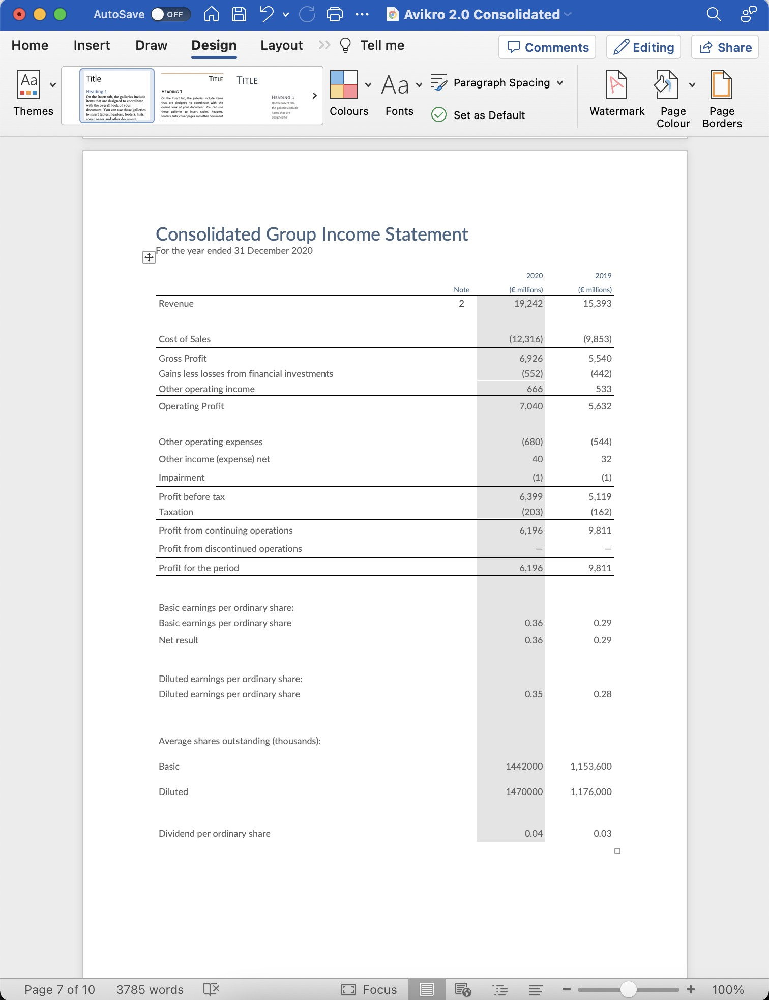 AutoSave OFF Avikro 2.0 Consolidated
Home Insert Draw Design Layout Tell me Comments Editing Share
Aa Themes
Title
Heading 1
On the Insert tab, the galleries include
items that are designed to coordinate
with the overall look of your
document. You can use these galleries
to insert tables, headers, footers, lists,
cover pages and other document
TITLE
HEADING 1
On the Insert tab, the galleries include items
that are designed to coordinate with the
overall look of your document. You can use
these galleries to insert tables, headers,
footers, lists, cover pages and other document
TITLE
HEADING 1
On the Insert tab,
the galleries include
items that are
designed to
Colours
Aa Fonts
Paragraph Spacing
Set as Default
Watermark
Page
Colour
Page
Borders
Consolidated Group Income Statement
For the year ended 31 December 2020
2020 2019
Note (€ millions) (€ millions)
Revenue 2 19,242 15,393
Cost of Sales (12,316) (9,853)
Gross Profit 6,926 5,540
Gains less losses from financial investments (552) (442)
Other operating income 666 533
Operating Profit 7,040 5,632
Other operating expenses (680) (544)
Other income (expense) net 40 32
Impairment (1) (1)
Profit before tax 6,399 5,119
Taxation (203) (162)
Profit from continuing operations 6,196 9,811
Profit from discontinued operations — —
Profit for the period 6,196 9,811
Basic earnings per ordinary share:
Basic earnings per ordinary share 0.36 0.29
Net result 0.36 0.29
Diluted earnings per ordinary share:
Diluted earnings per ordinary share 0.35 0.28
Average shares outstanding (thousands):
Basic 1442000 1,153,600
Diluted 1470000 1,176,000
Dividend per ordinary share 0.04 0.03
Page 7 of 10 3785 words Focus 100%